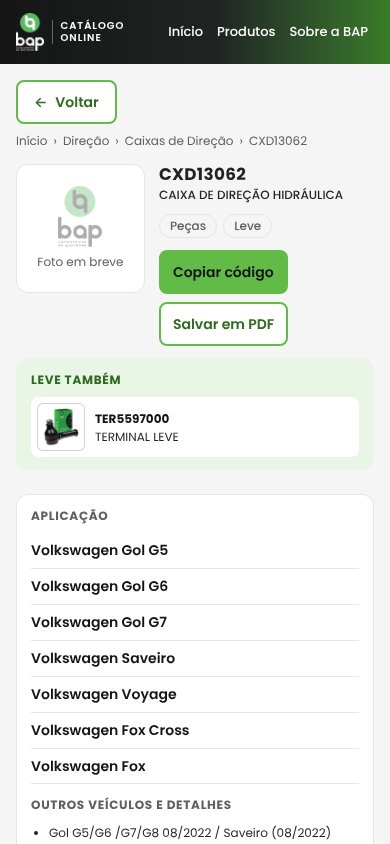 bap
CATÁLOGO
ONLINE
Início Produtos Sobre a BAP
← Voltar
Início › Direção › Caixas de Direção › CXD13062
bap
Foto em breve
CXD13062
CAIXA DE DIREÇÃO HIDRÁULICA
Peças Leve
Copiar código
Salvar em PDF
LEVE TAMBÉM
TER5597000
TERMINAL LEVE
APLICAÇÃO
Volkswagen Gol G5
Volkswagen Gol G6
Volkswagen Gol G7
Volkswagen Saveiro
Volkswagen Voyage
Volkswagen Fox Cross
Volkswagen Fox
OUTROS VEÍCULOS E DETALHES
• Gol G5/G6 /G7/G8 08/2022 / Saveiro (08/2022)